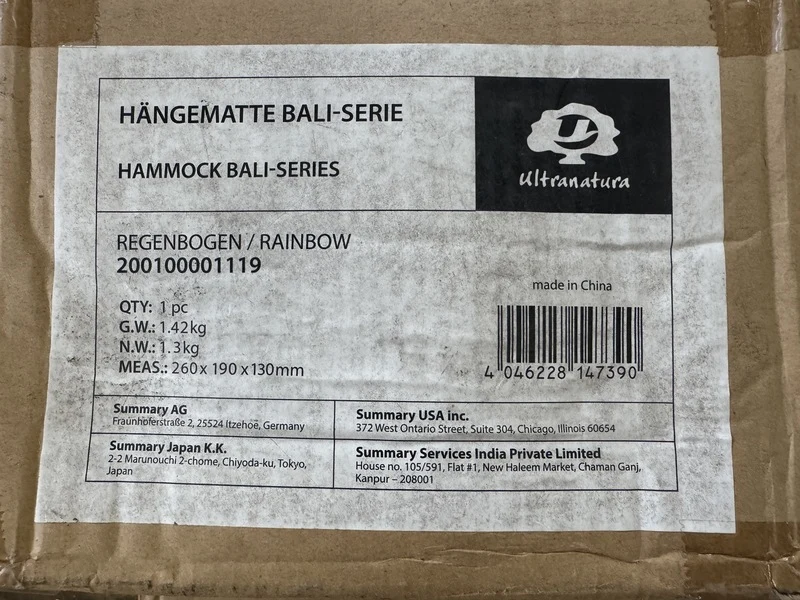 HÄNGEMATTE BALI-SERIE
HAMMOCK BALI-SERIES
U
Ultranatura
REGENBOGEN / RAINBOW
200100001119
QTY: 1 pc
G.W.: 1.42kg
N.W.: 1.3kg
MEAS.: 260 x 190 x 130mm
made in China
4 046228 147390
Summary AG
Fraunhoferstraße 2, 25524 Itzehoe, Germany
Summary USA inc.
372 West Ontario Street, Suite 304, Chicago, Illinois 60654
Summary Japan K.K.
2-2 Marunouchi 2-chome, Chiyoda-ku, Tokyo,
Japan
Summary Services India Private Limited
House no. 105/591, Flat #1, New Haleem Market, Chaman Ganj,
Kanpur – 208001